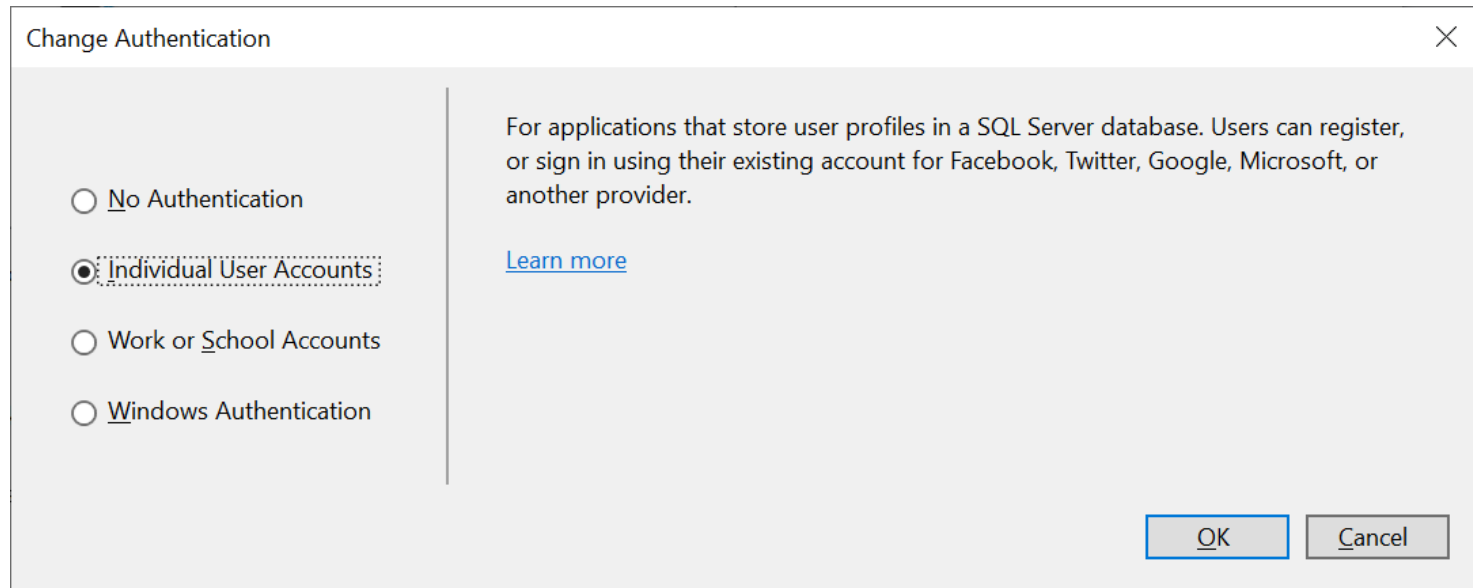 Change Authentication
For applications that store user profiles in a SQL Server database. Users can register,
or sign in using their existing account for Facebook, Twitter, Google, Microsoft, or
another provider.
Learn more
No Authentication
Individual User Accounts
Work or School Accounts
Windows Authentication
OK
Cancel